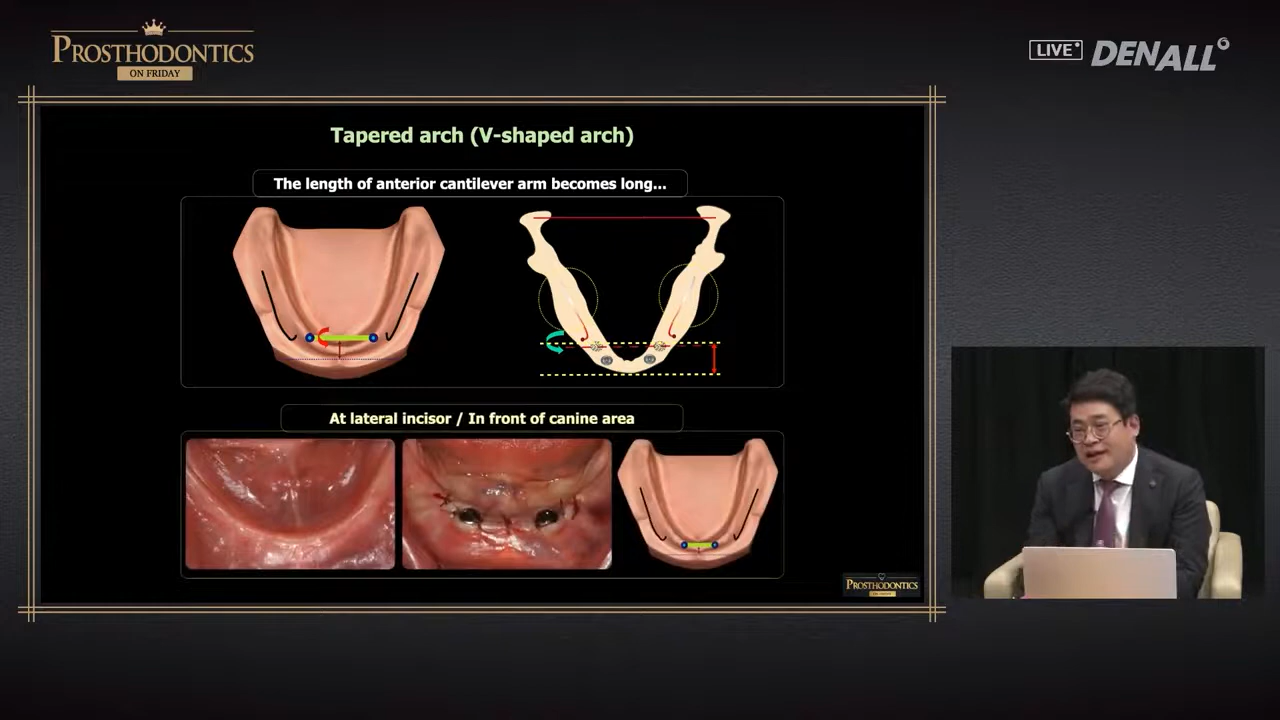 PROSTHODONTICS
ON FRIDAY
LIVE
DENALL
Tapered arch (V-shaped arch)
The length of anterior cantilever arm becomes long...
At lateral incisor / In front of canine area
PROSTHODONTICS